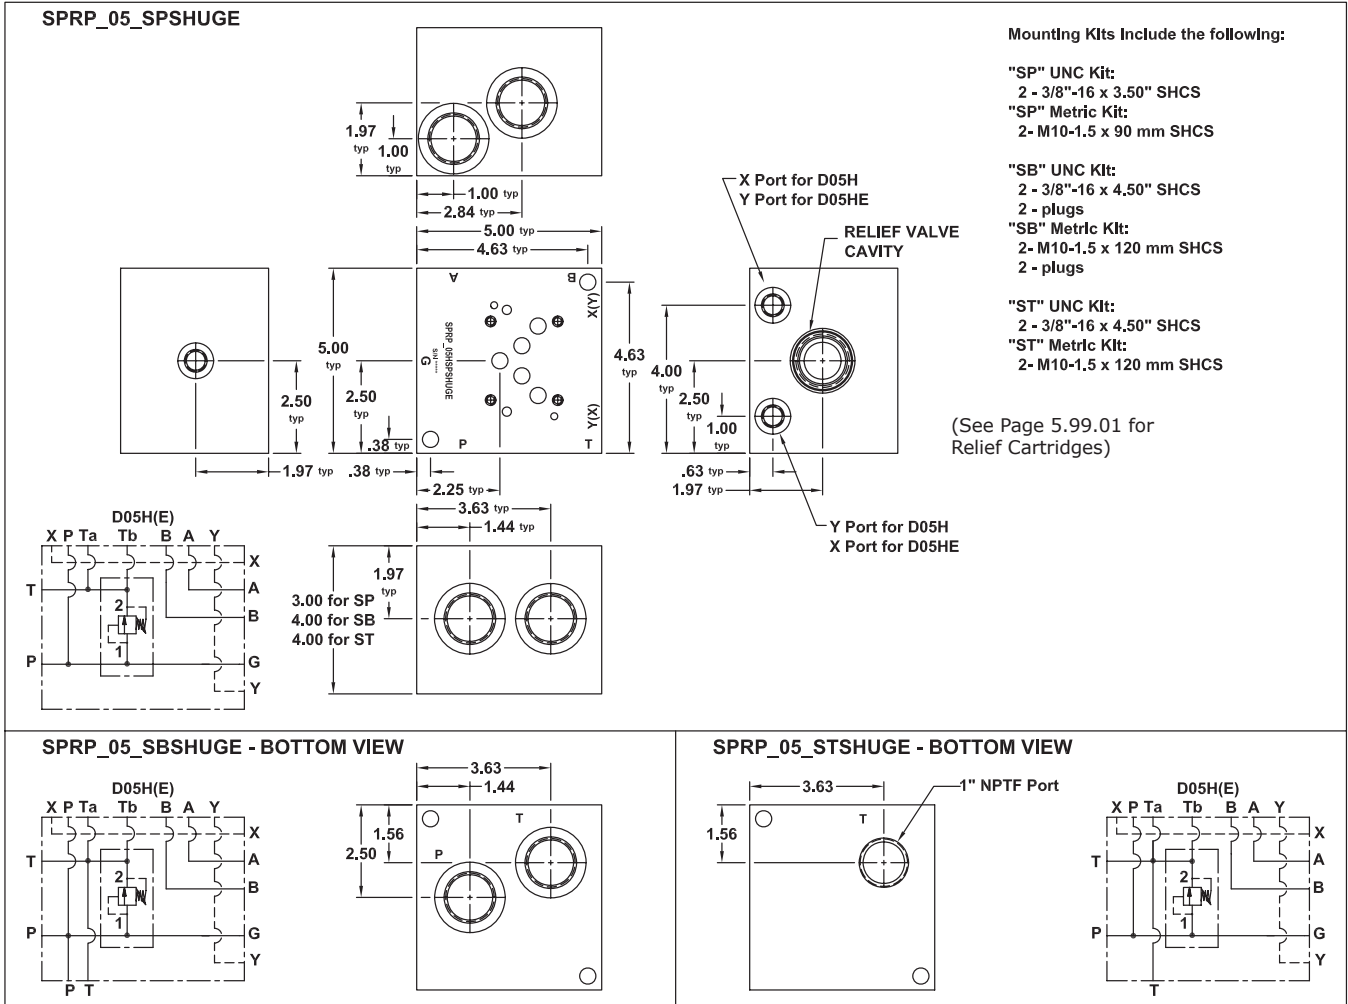 SPRP_05_SPSHUGE
Mounting Kits include the following:
"SP" UNC Kit:
2 - 3/8"-16 x 3.50" SHCS
"SP" Metric Kit:
2- M10-1.5 x 90 mm SHCS
"SB" UNC Kit:
2 - 3/8"-16 x 4.50" SHCS
2 - plugs
"SB" Metric Kit:
2- M10-1.5 x 120 mm SHCS
2 - plugs
"ST" UNC Kit:
2 - 3/8"-16 x 4.50" SHCS
"ST" Metric Kit:
2- M10-1.5 x 120 mm SHCS
(See Page 5.99.01 for
Relief Cartridges)
1.97 typ
1.00 typ
1.00 typ
2.84 typ
5.00 typ
4.63 typ
X Port for D05H
Y Port for D05HE
RELIEF VALVE
CAVITY
A
B
X(Y)
SPRP_05HSPSHUGE
S/N
G
P
T
Y(X)
5.00 typ
2.50 typ
.38 typ
.38 typ
2.25 typ
4.63 typ
2.50 typ
1.97 typ
4.00 typ
2.50 typ
1.00 typ
.63 typ
1.97 typ
Y Port for D05H
X Port for D05HE
3.63 typ
1.44 typ
1.97 typ
3.00 for SP
4.00 for SB
4.00 for ST
D05H(E)
X P Ta Tb B A Y
X
T
A
2
B
1
P
G
Y
SPRP_05_SBSHUGE - BOTTOM VIEW
D05H(E)
X P Ta Tb B A Y
X
T
A
2
B
1
P
G
Y
P T
3.63
1.44
1.56
2.50
T
P
SPRP_05_STSHUGE - BOTTOM VIEW
3.63
1" NPTF Port
1.56
T
D05H(E)
X P Ta Tb B A Y
X
T
A
2
B
1
P
G
Y
T